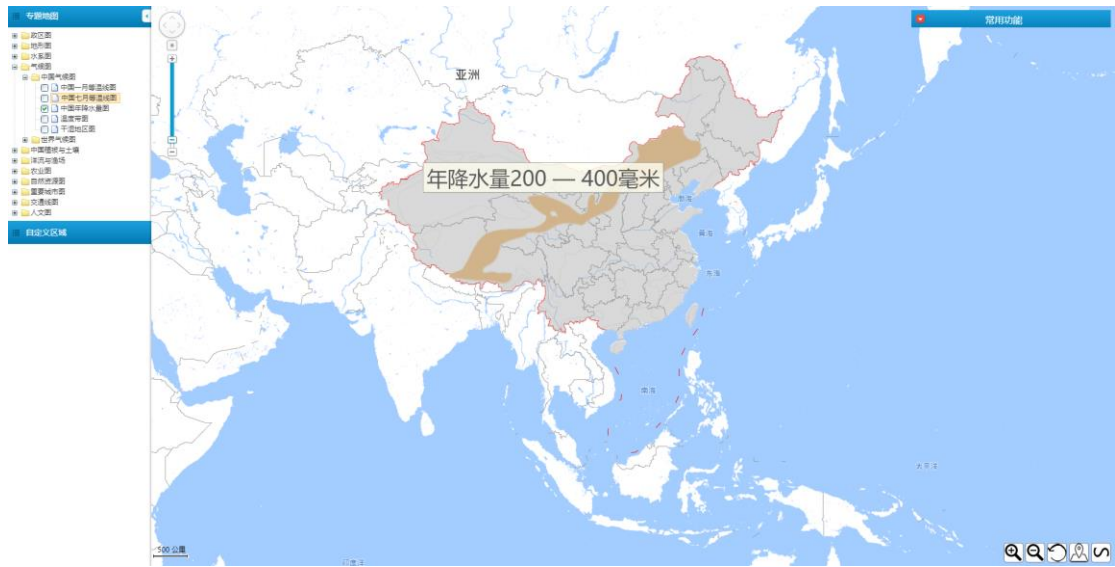 专题地图
政区图
地形图
水系图
气候图
中国气候图
中国一月等温线图
中国七月等温线图
中国年降水量图
温度带图
干湿地区图
世界气候图
中国植被与土壤
洋流与渔场
农业图
自然资源图
重要城市图
交通线图
人文图
自定义区域
常用功能
亚洲
年降水量200 — 400毫米
渤海
黄海
东海
南海
太平洋
500 公里
印度洋